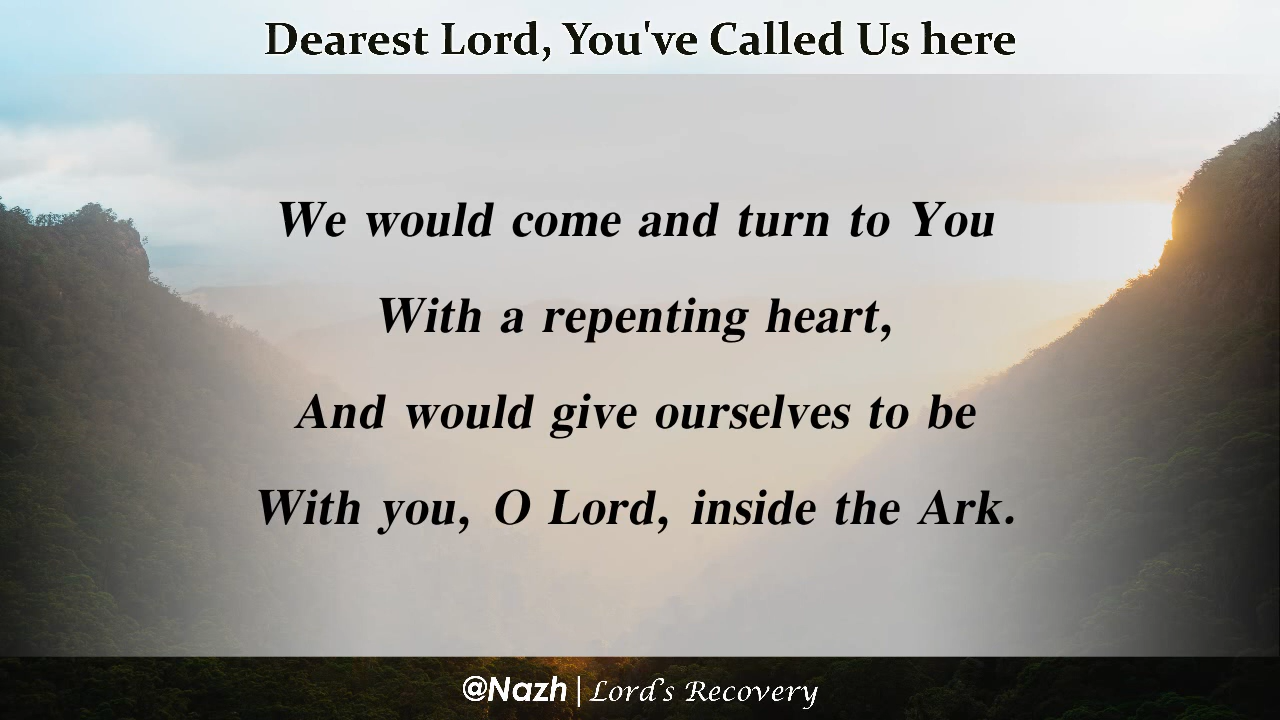 Dearest Lord, You've Called Us here
We would come and turn to You
With a repenting heart,
And would give ourselves to be
With you, O Lord, inside the Ark.
@Nazh | Lord's Recovery